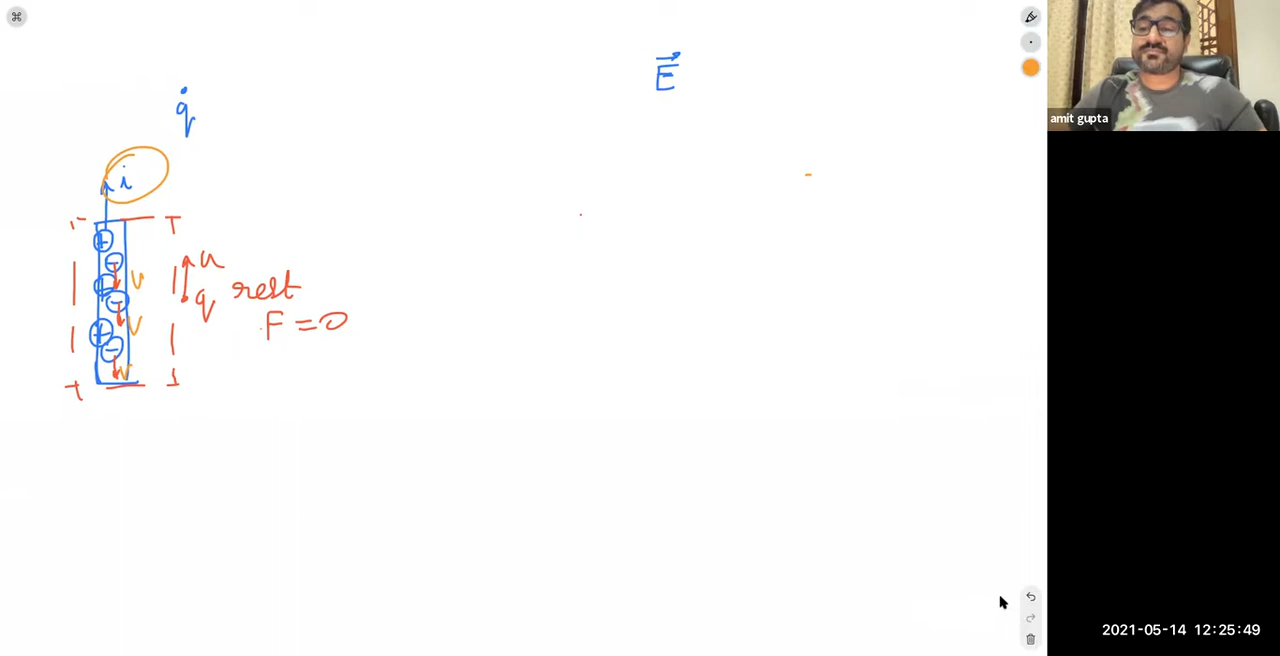 E
q
i
u
v
q rest
v
F = 0
v
amit gupta
2021-05-14 12:25:49